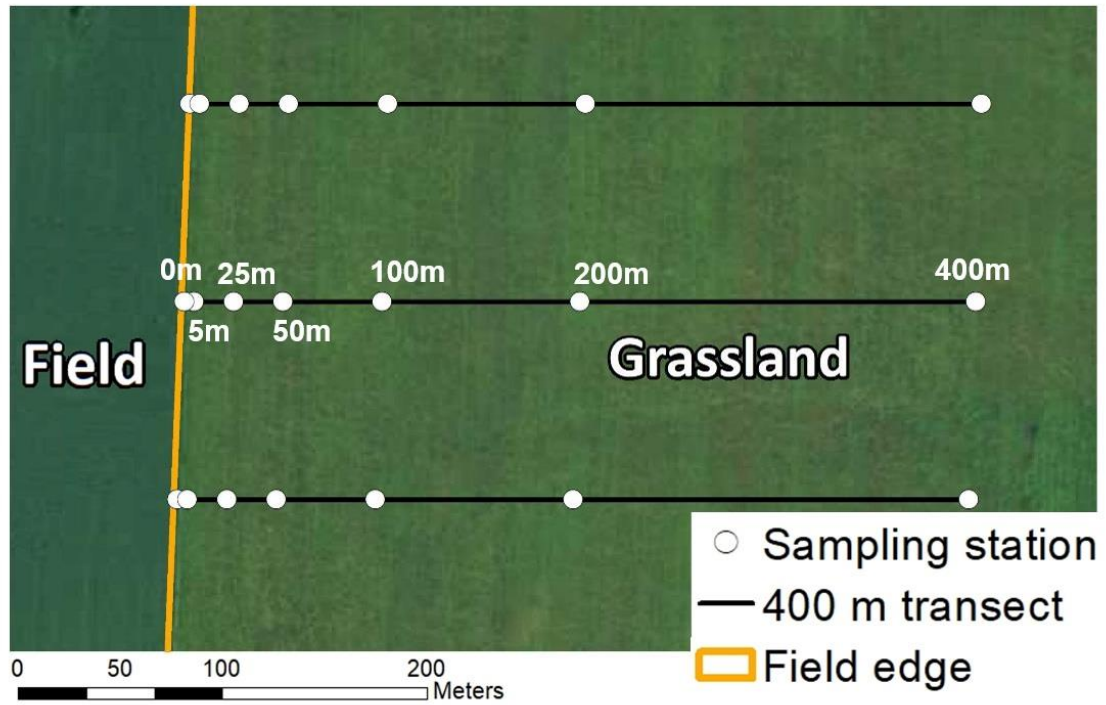 0m 25m 100m 200m 400m
5m 50m
Field
Grassland
Sampling station
400 m transect
Field edge
0 50 100 200
Meters